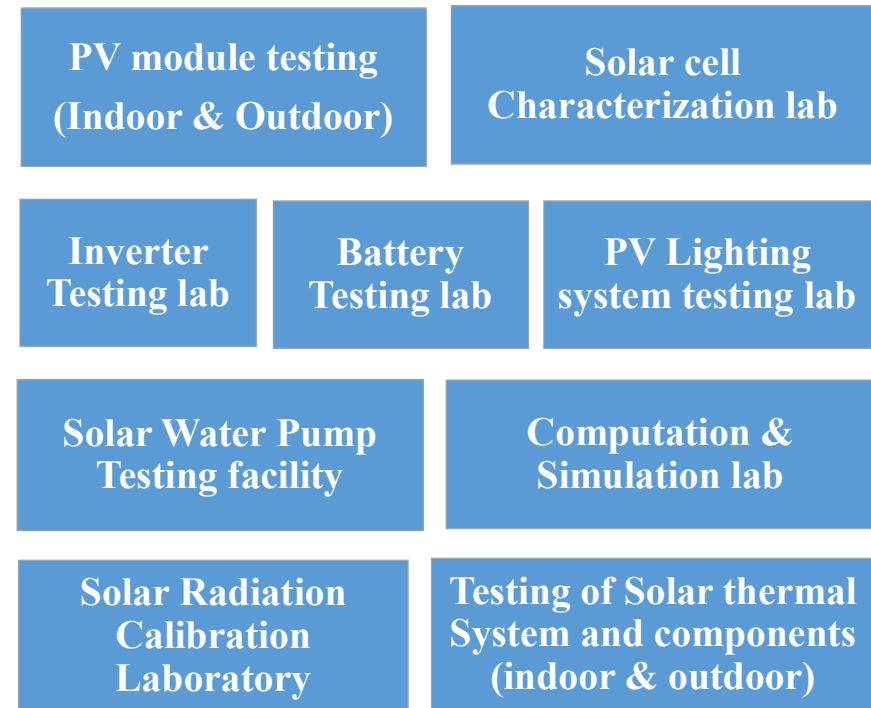 PV module testing
(Indoor & Outdoor)
Solar cell
Characterization lab
Inverter
Testing lab
Battery
Testing lab
PV Lighting
system testing lab
Solar Water Pump
Testing facility
Computation &
Simulation lab
Solar Radiation
Calibration
Laboratory
Testing of Solar thermal
System and components
(indoor & outdoor)